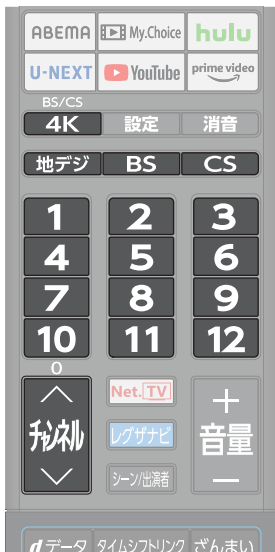 ABEMA My.Choice hulu
U-NEXT YouTube prime video
BS/CS
4K 設定 消音
地デジ BS CS
1 2 3
4 5 6
7 8 9
10 11 12
0
チャンネル Net.TV + 音量 −
レグザナビ
シーン/出演者
dデータ タイムシフトリンク ざんまい